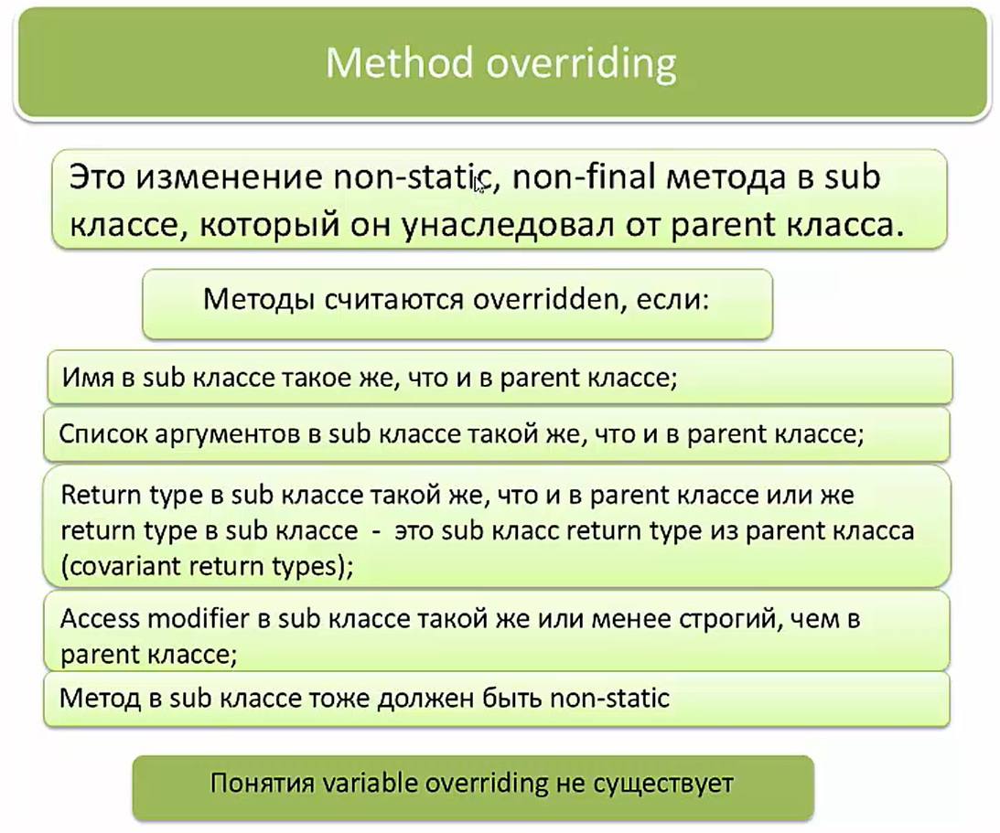 Method overriding
Это изменение non-static, non-final метода в sub
классе, который он унаследовал от parent класса.
Методы считаются overridden, если:
Имя в sub классе такое же, что и в parent классе;
Список аргументов в sub классе такой же, что и в parent классе;
Return type в sub классе такой же, что и в parent классе или же
return type в sub классе - это sub класс return type из parent класса
(covariant return types);
Access modifier в sub классе такой же или менее строгий, чем в
parent классе;
Метод в sub классе тоже должен быть non-static
Понятия variable overriding не существует